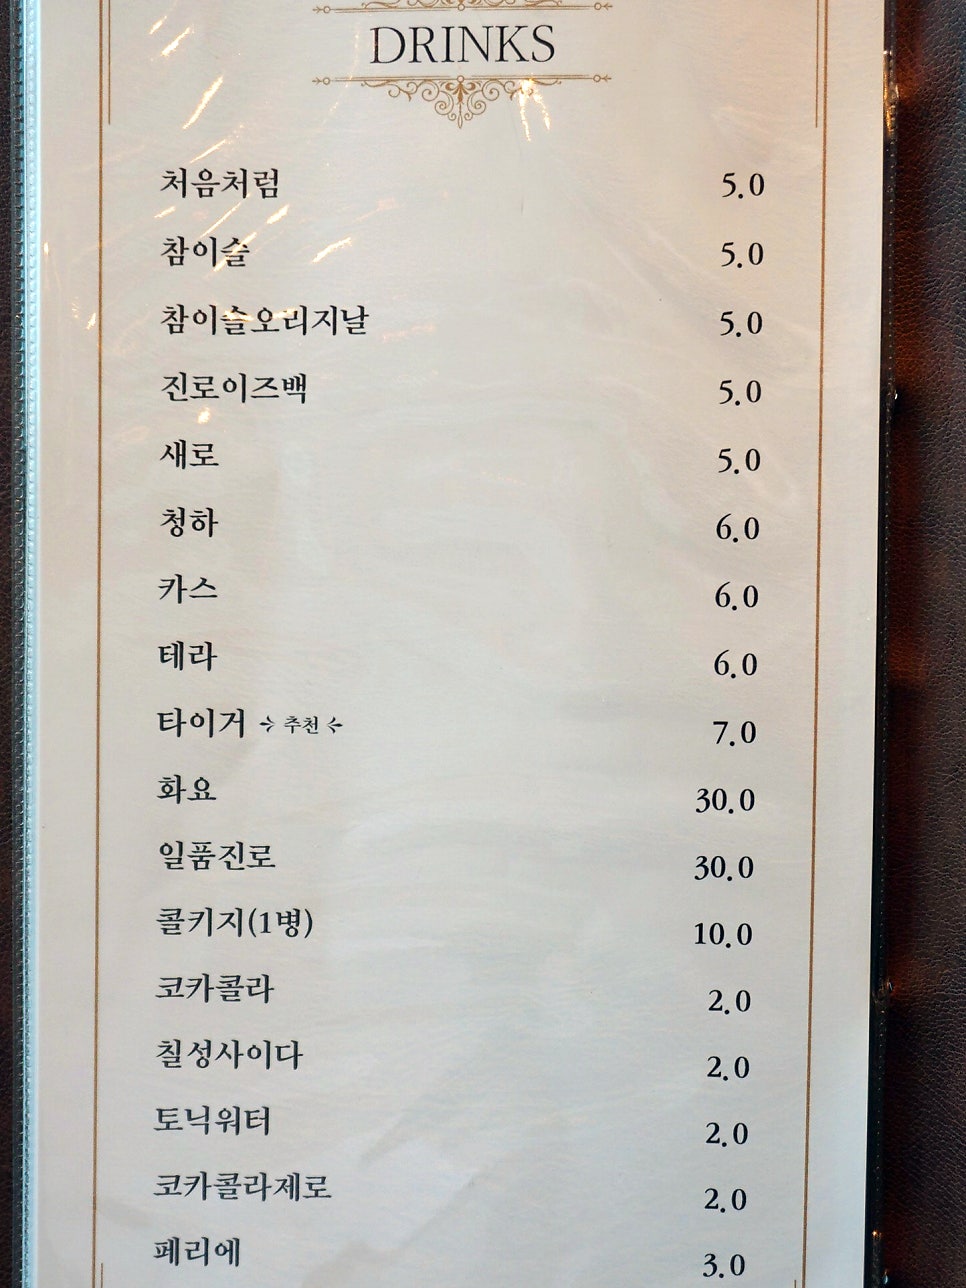 DRINKS
처음처럼 5.0
참이슬 5.0
참이슬오리지날 5.0
진로이즈백 5.0
새로 5.0
청하 6.0
카스 6.0
테라 6.0
타이거 추천 7.0
화요 30.0
일품진로 30.0
콜키지(1병) 10.0
코카콜라 2.0
칠성사이다 2.0
토닉워터 2.0
코카콜라제로 2.0
페리에 3.0